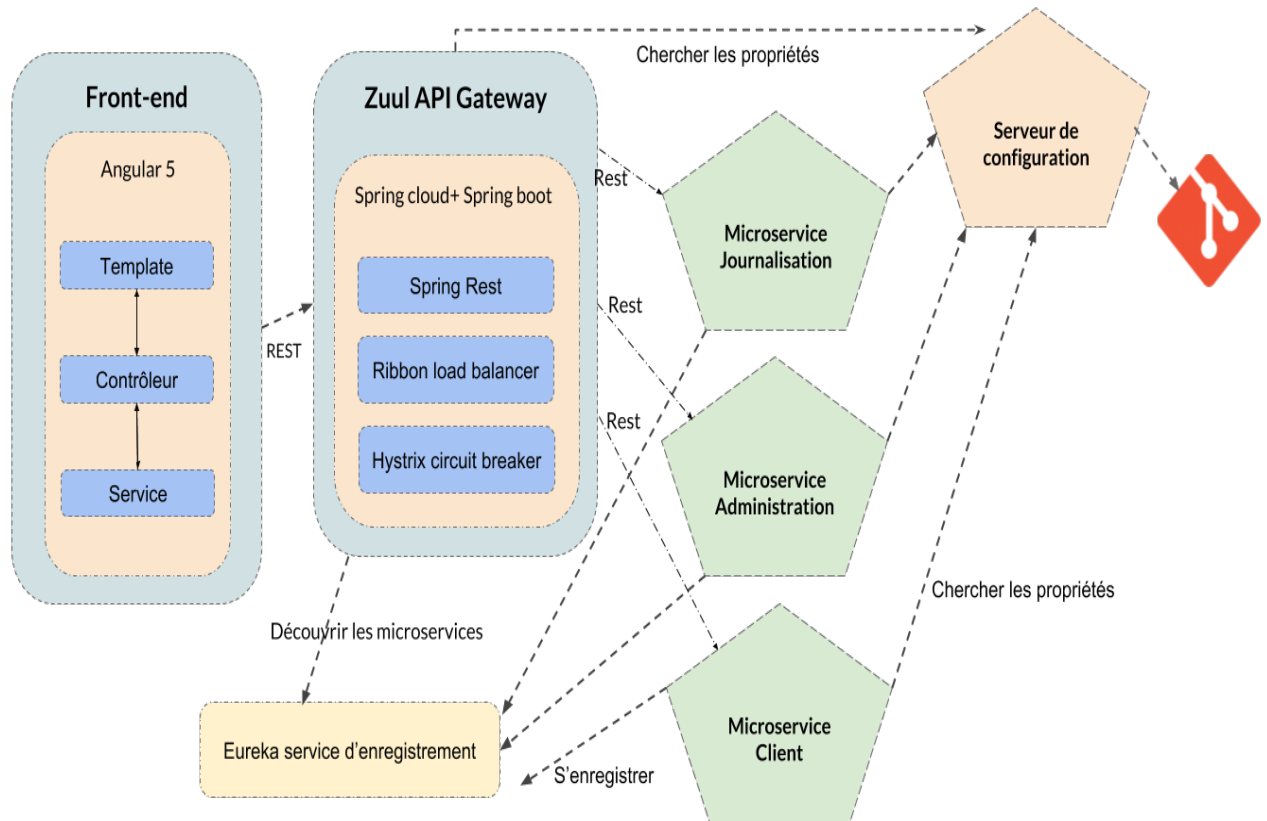 Chercher les propriétés
Front-end
Zuul API Gateway
Serveur de
configuration
Angular 5
Spring cloud+ Spring boot
Rest
Microservice
Journalisation
Template
Spring Rest
Rest
REST
Contrôleur
Ribbon load balancer
Rest
Hystrix circuit breaker
Service
Microservice
Administration
Chercher les propriétés
Découvrir les microservices
Eureka service d’enregistrement
Microservice
Client
S’enregistrer